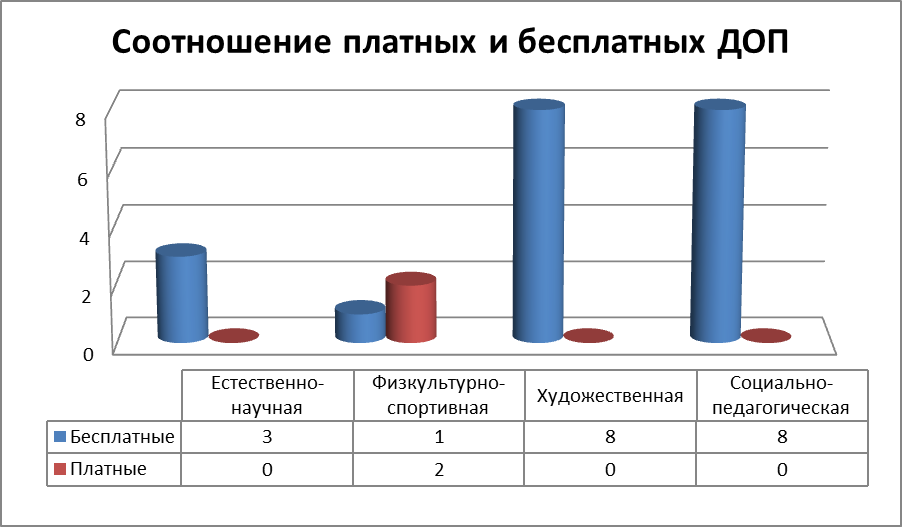 Соотношение платных и бесплатных ДОП
8
6
4
2
0
Естественно-
научная
Физкультурно-
спортивная
Художественная
Социально-
педагогическая
Бесплатные 3 1 8 8
Платные 0 2 0 0